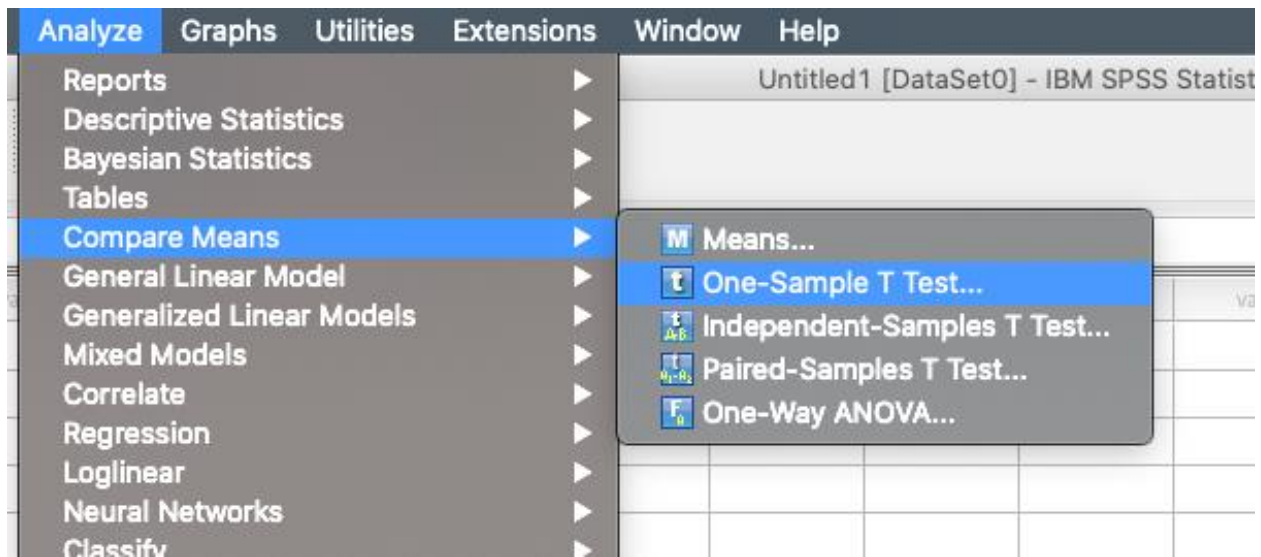 Analyze Graphs Utilities Extensions Window Help
Untitled1 [DataSet0] - IBM SPSS Statist
Reports
Descriptive Statistics
Bayesian Statistics
Tables
Compare Means
General Linear Model
Generalized Linear Models
Mixed Models
Correlate
Regression
Loglinear
Neural Networks
Classify
M Means...
t One-Sample T Test...
Independent-Samples T Test...
Paired-Samples T Test...
One-Way ANOVA...